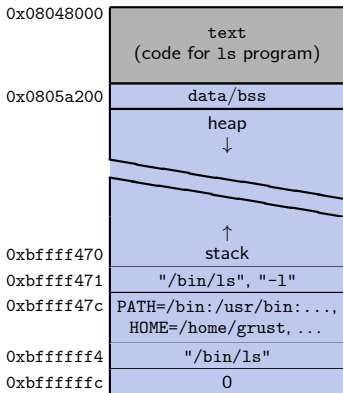 0x08048000
text
(code for ls program)
0x0805a200 data/bss
heap
↓
↑
0xbffff470 stack
0xbffff471 "/bin/ls", "-l"
0xbffff47c PATH=/bin:/usr/bin:...,
HOME=/home/grust, ...
0xbffffff4 "/bin/ls"
0xbffffffc 0